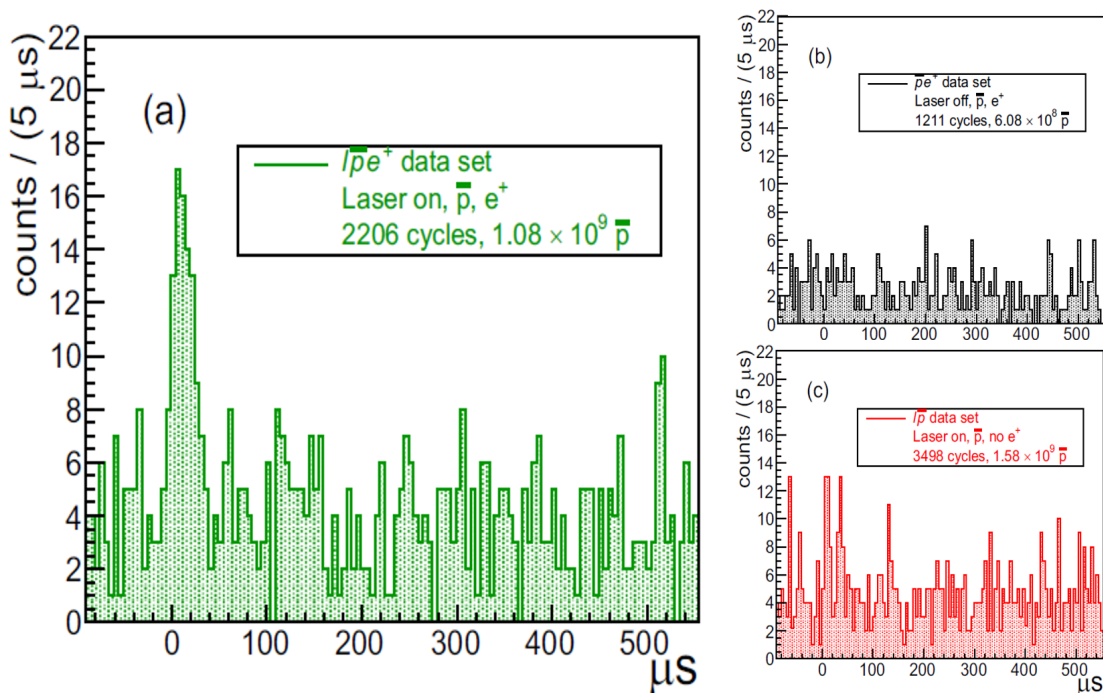 counts / (5 μs)
22
20
18
16
14
12
10
8
6
4
2
0
(a)
lp̅e⁺ data set
Laser on, p̅, e⁺
2206 cycles, 1.08 × 10⁹ p̅
0 100 200 300 400 500
μs
counts / (5 μs)
22
20
18
16
14
12
10
8
6
4
2
0
(b)
p̅e⁺ data set
Laser off, p̅, e⁺
1211 cycles, 6.08 × 10⁸ p̅
0 100 200 300 400 500
counts / (5 μs)
22
20
18
16
14
12
10
8
6
4
2
0
(c)
lp̅ data set
Laser on, p̅, no e⁺
3498 cycles, 1.58 × 10⁹ p̅
0 100 200 300 400 500
μs